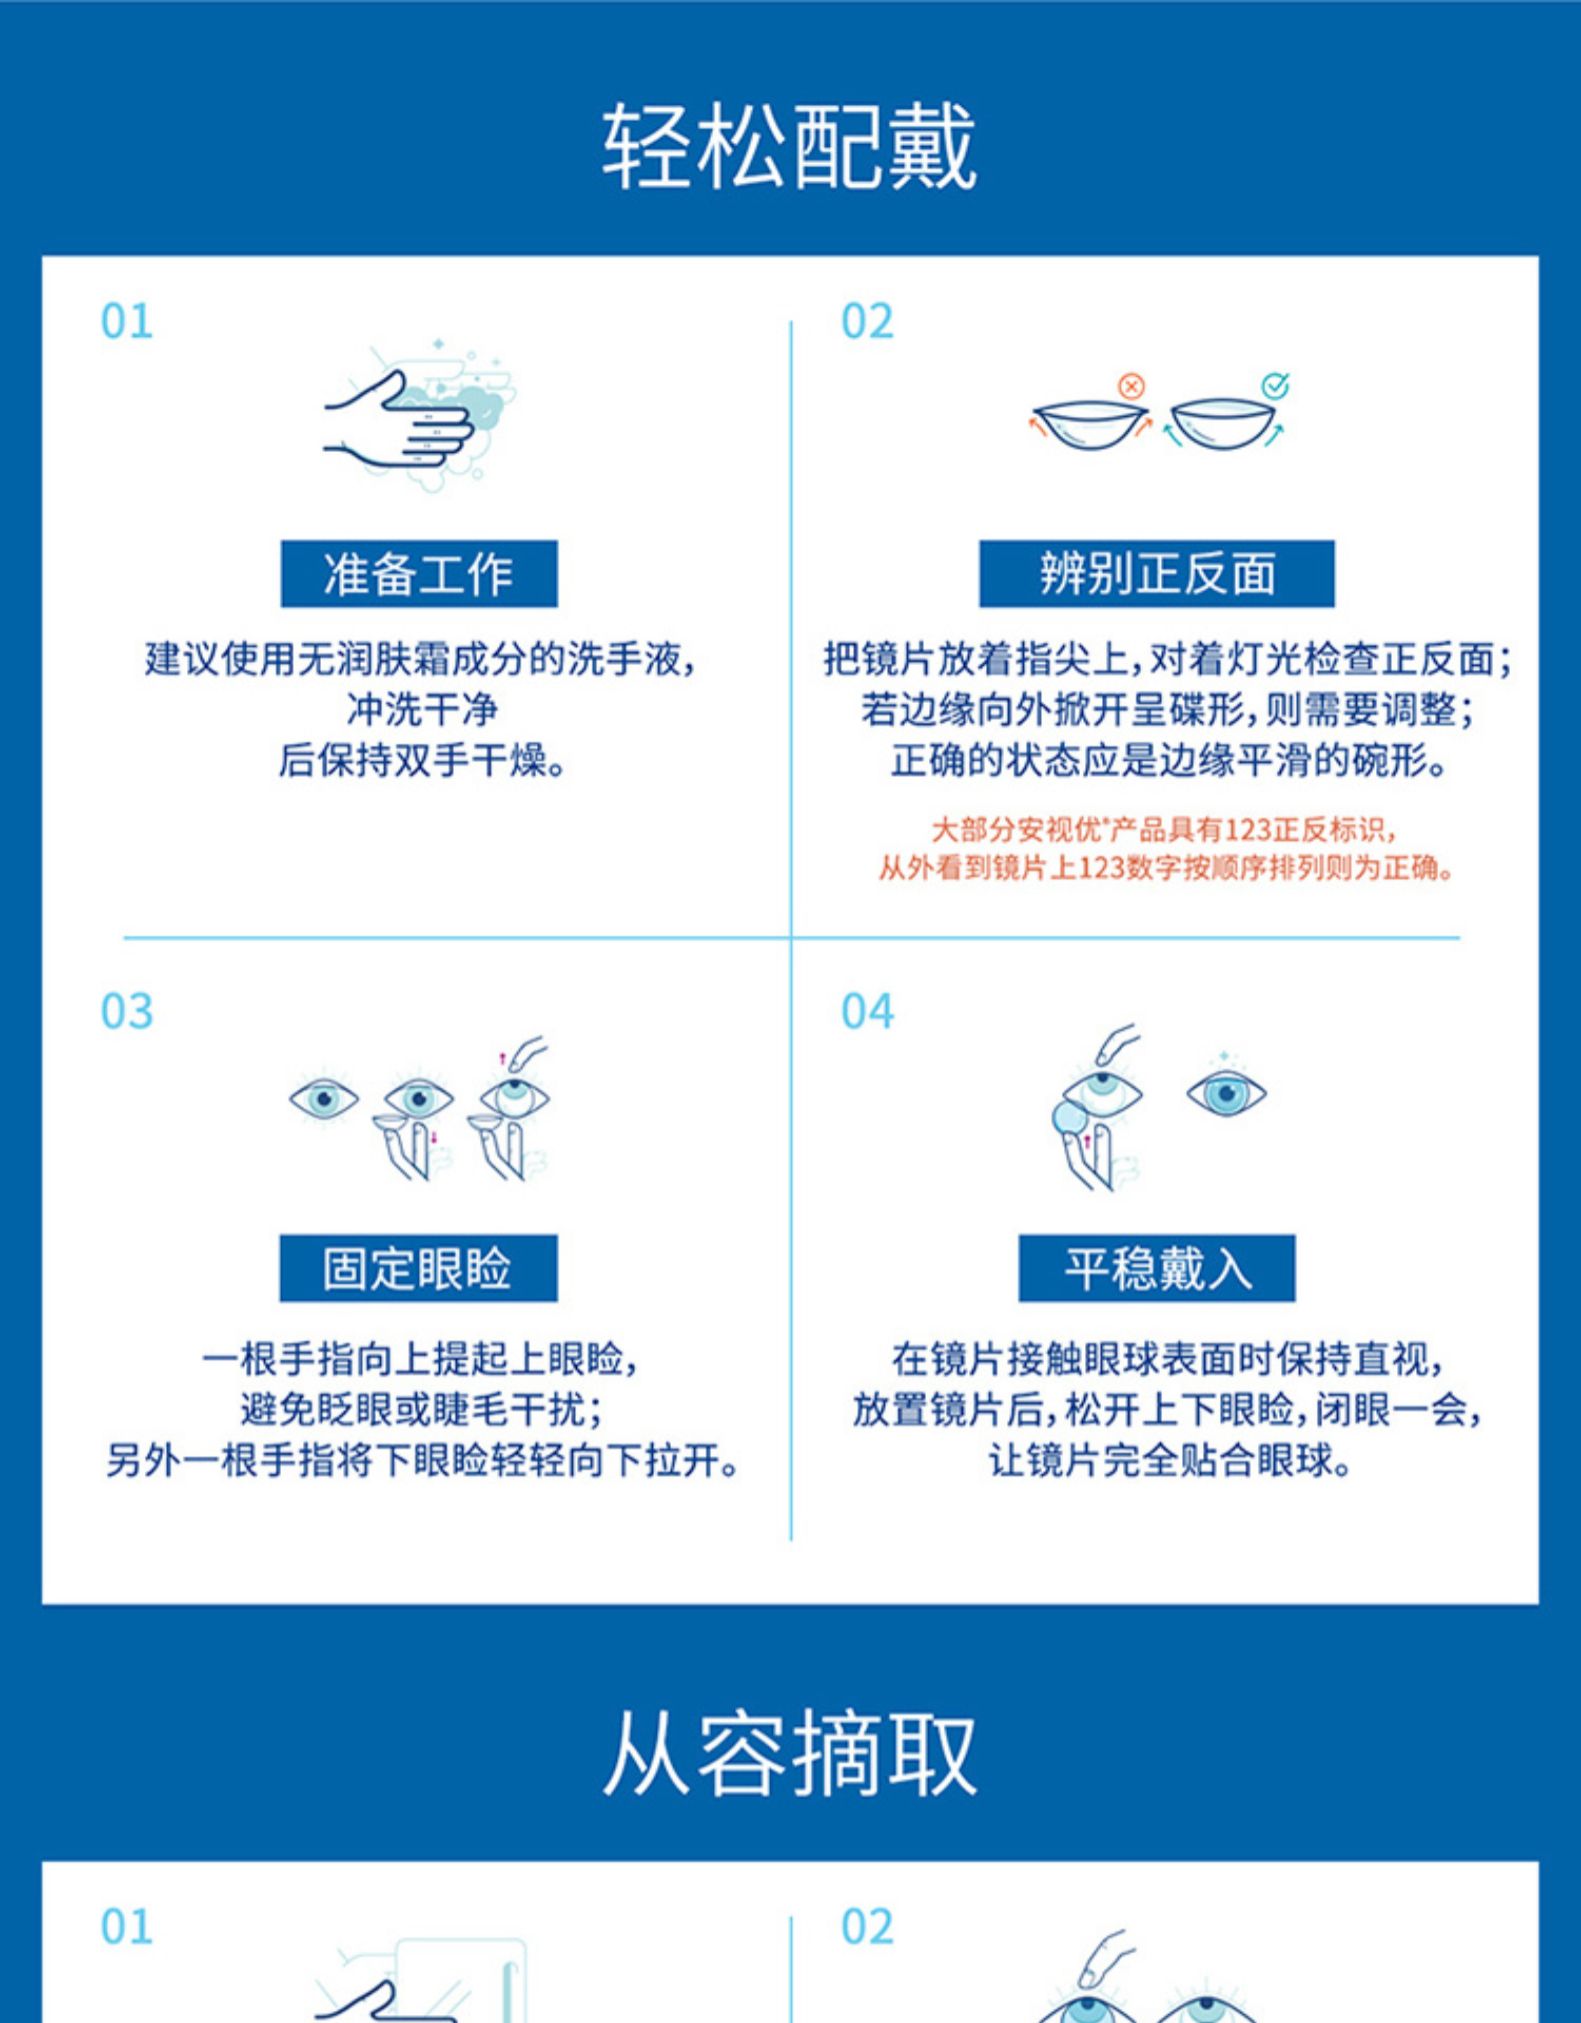 轻松配戴
01
准备工作
建议使用无润肤霜成分的洗手液，
冲洗干净
后保持双手干燥。
02
辨别正反面
把镜片放着指尖上，对着灯光检查正反面；
若边缘向外掀开呈碟形，则需要调整；
正确的状态应是边缘平滑的碗形。
大部分安视优®产品具有123正反标识，
从外看到镜片上123数字按顺序排列则为正确。
03
固定眼睑
一根手指向上提起上眼睑，
避免眨眼或睫毛干扰；
另外一根手指将下眼睑轻轻向下拉开。
04
平稳戴入
在镜片接触眼球表面时保持直视，
放置镜片后，松开上下眼睑，闭眼一会，
让镜片完全贴合眼球。
从容摘取
01
02